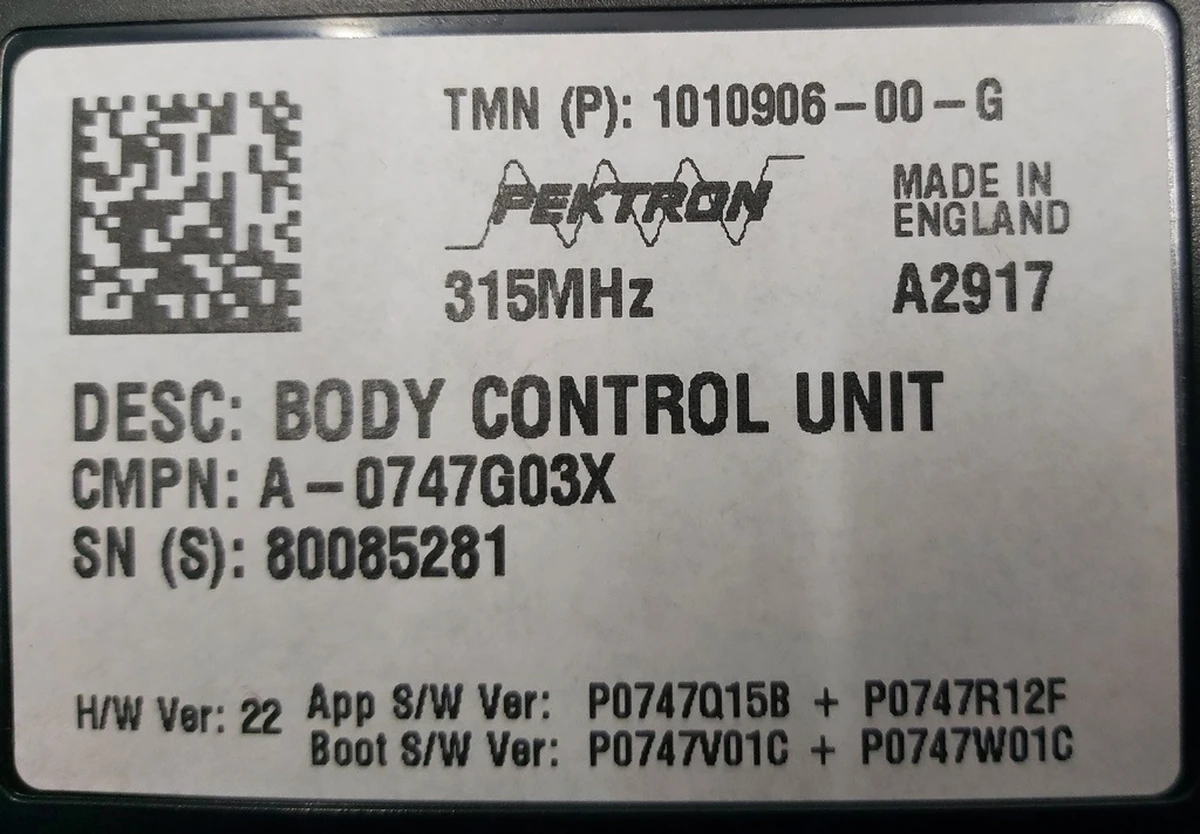 TMN (P): 1010906-00-G
PEKTRON
MADE IN
ENGLAND
315MHz
A2917
DESC: BODY CONTROL UNIT
CMPN: A-0747G03X
SN (S): 80085281
H/W Ver: 22
App S/W Ver: P0747Q15B + P0747R12F
Boot S/W Ver: P0747V01C + P0747W01C